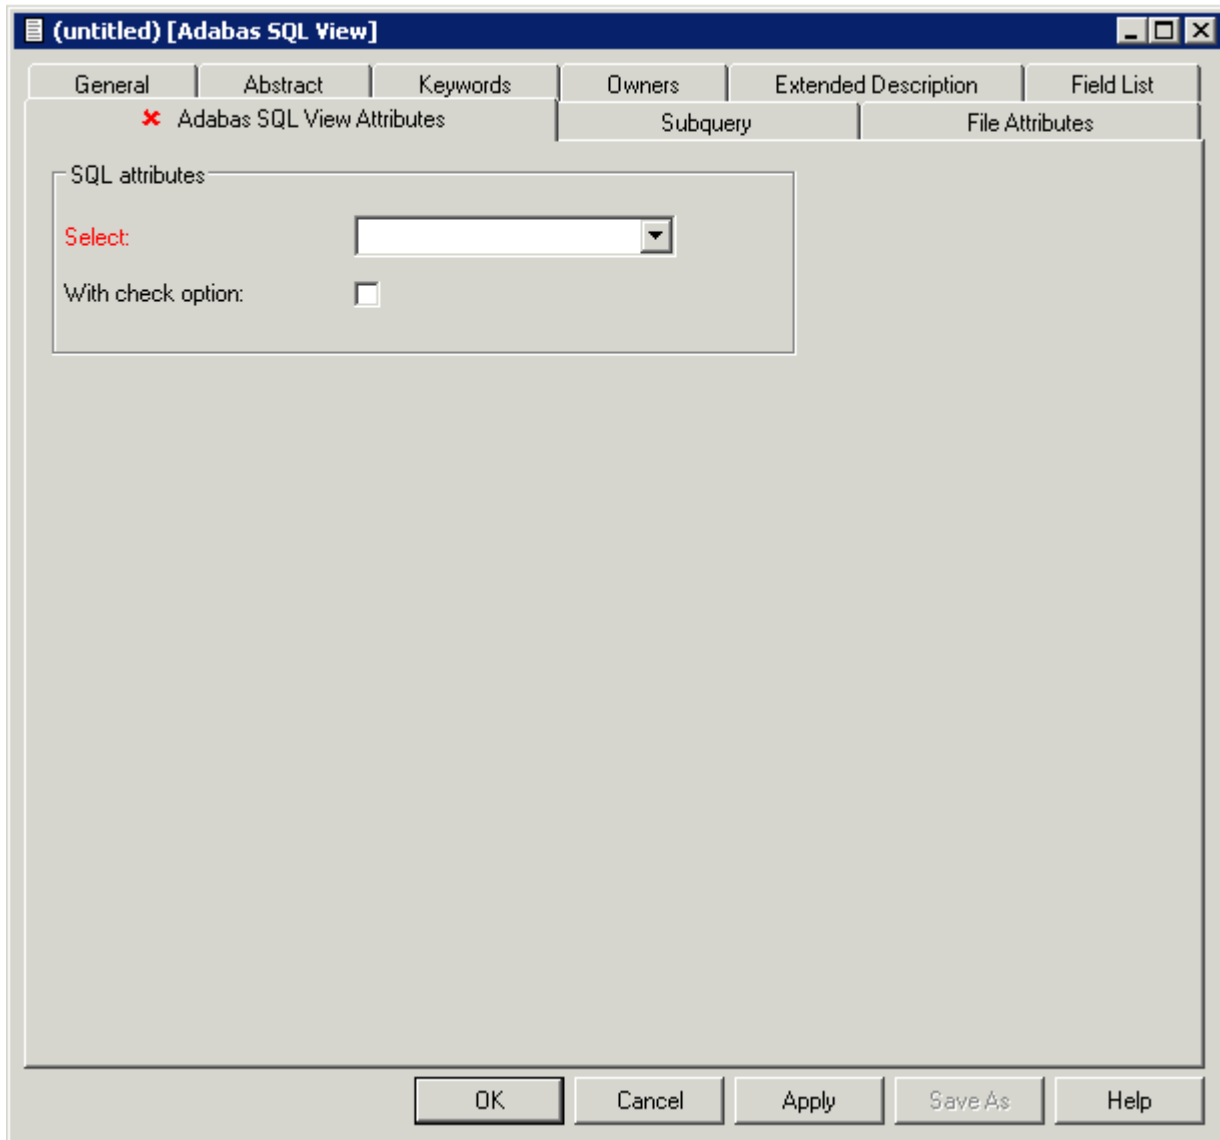 (untitled) [Adabas SQL View]
General Abstract Keywords Owners Extended Description Field List
Adabas SQL View Attributes Subquery File Attributes
SQL attributes
Select:
With check option:
OK Cancel Apply Save As Help